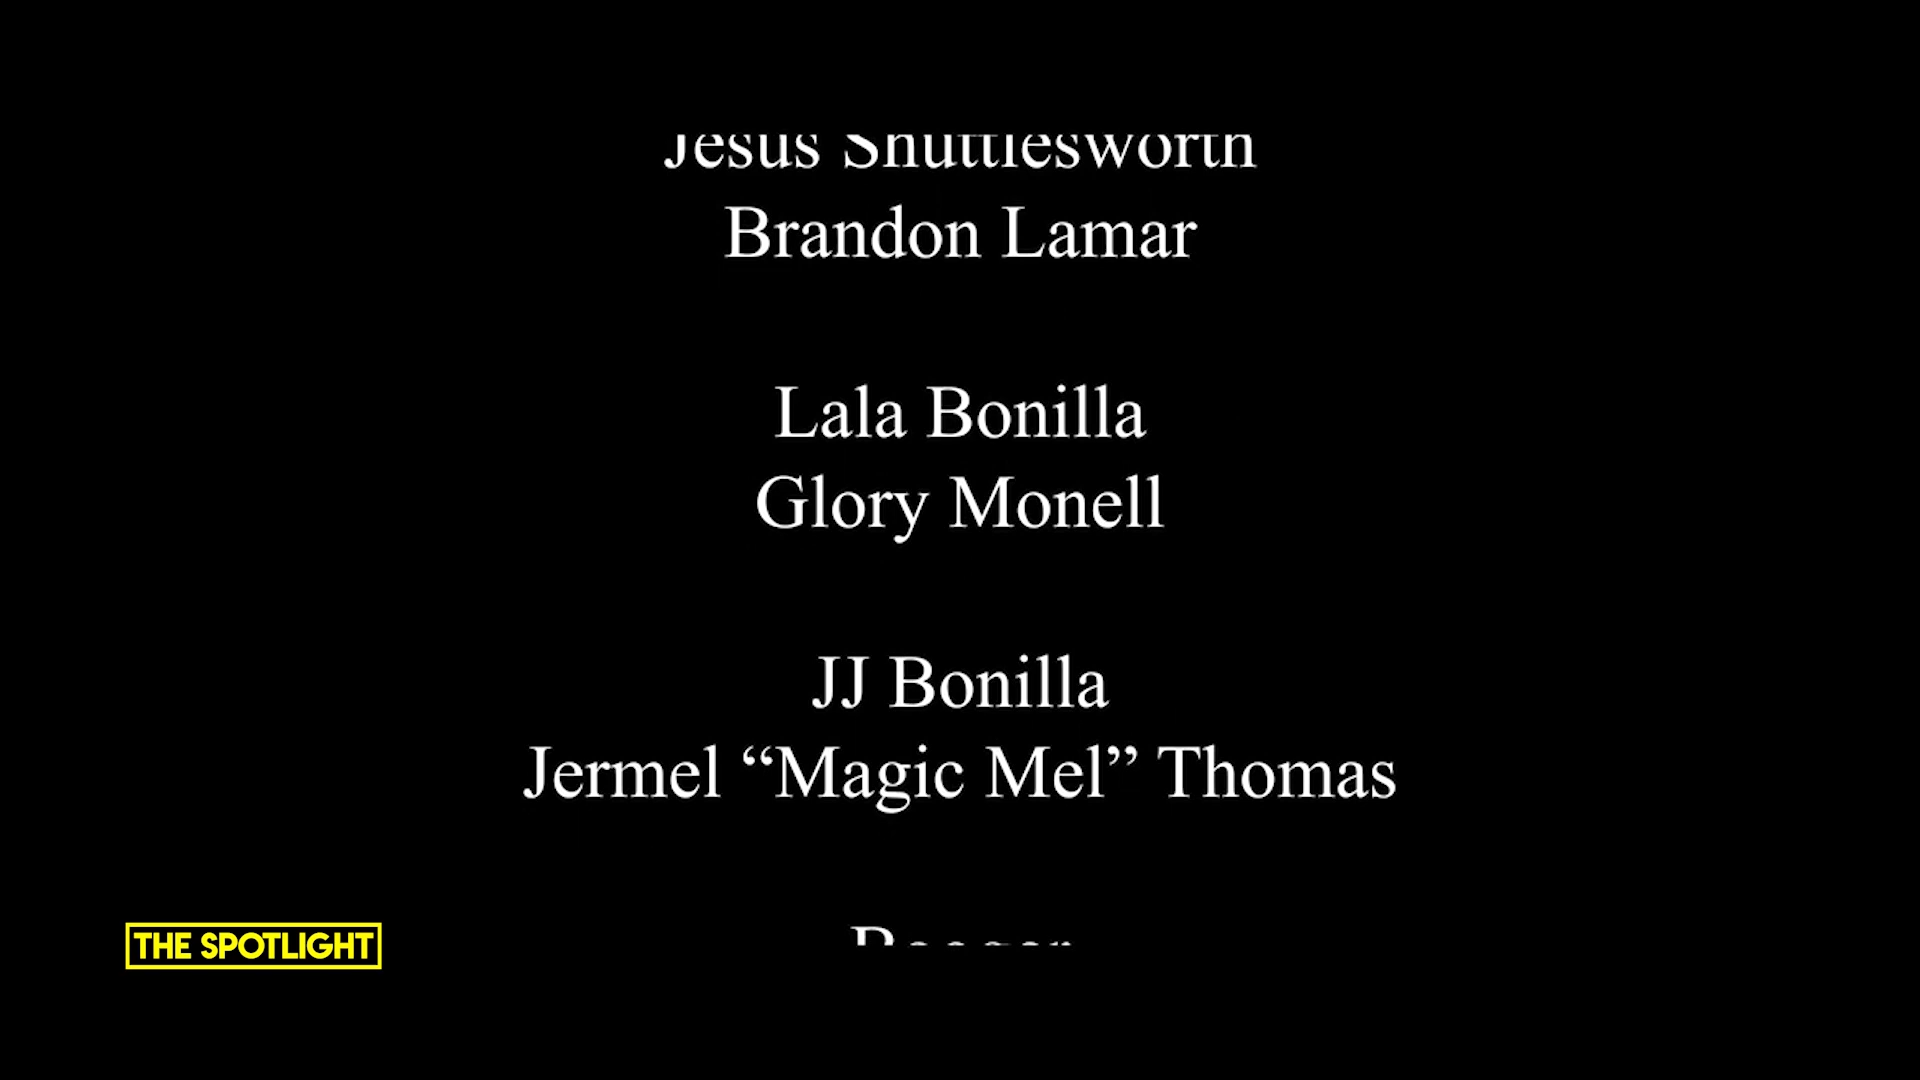 Jesus Shuttlesworth
Brandon Lamar
Lala Bonilla
Glory Monell
JJ Bonilla
Jermel “Magic Mel” Thomas
THE SPOTLIGHT